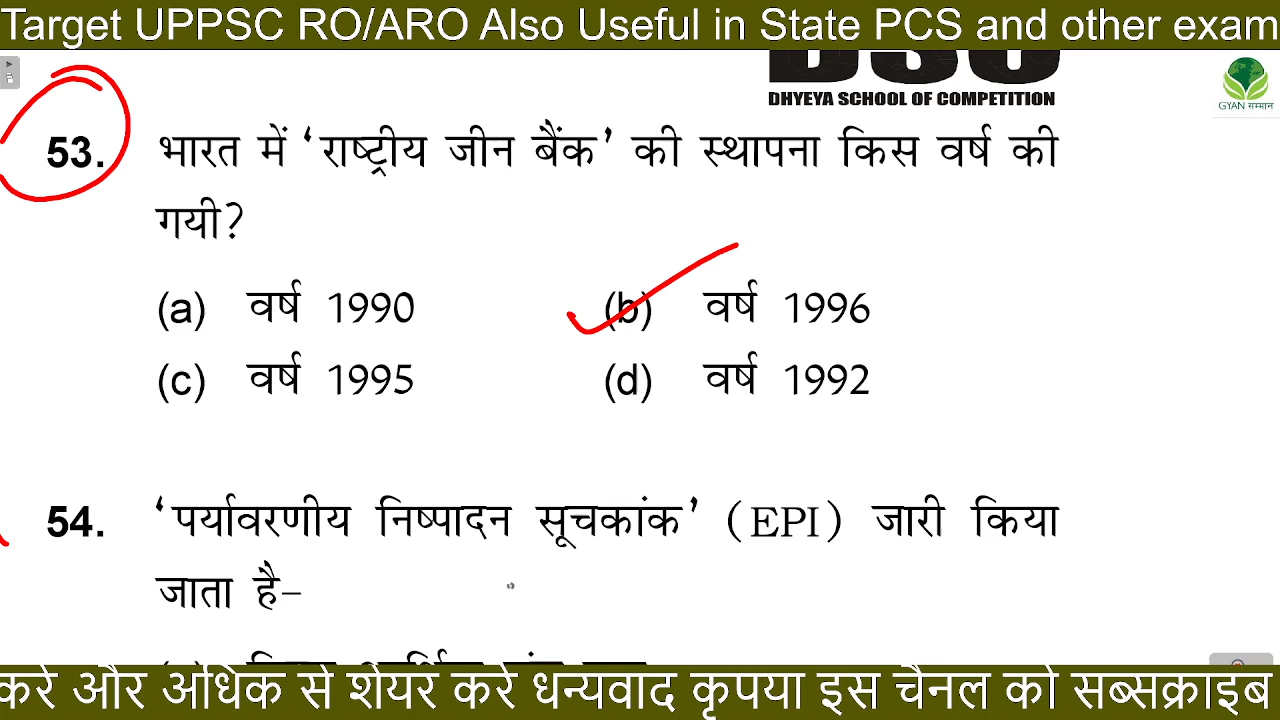 Target UPPSC RO/ARO Also Useful in State PCS and other exam
DHYEYA SCHOOL OF COMPETITION
GYAN सम्मान
53. भारत में ‘राष्ट्रीय जीन बैंक’ की स्थापना किस वर्ष की
गयी?
(a) वर्ष 1990 (b) वर्ष 1996
(c) वर्ष 1995 (d) वर्ष 1992
54. ‘पर्यावरणीय निष्पादन सूचकांक’ (EPI) जारी किया
जाता है–
करे और अधिक से शेयर करे धन्यवाद कृपया इस चैनल को सब्सक्राइब